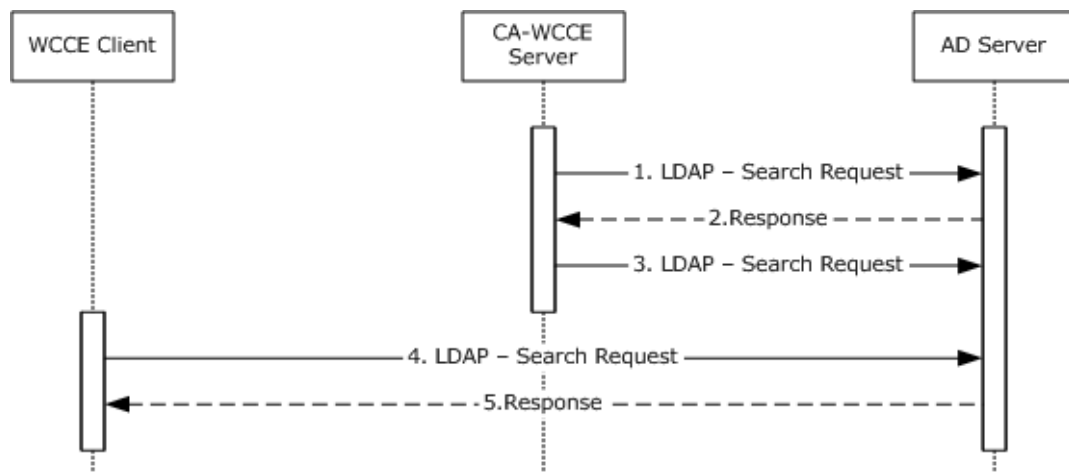 WCCE Client
CA-WCCE
Server
AD Server
1. LDAP – Search Request
2.Response
3. LDAP – Search Request
4. LDAP – Search Request
5.Response